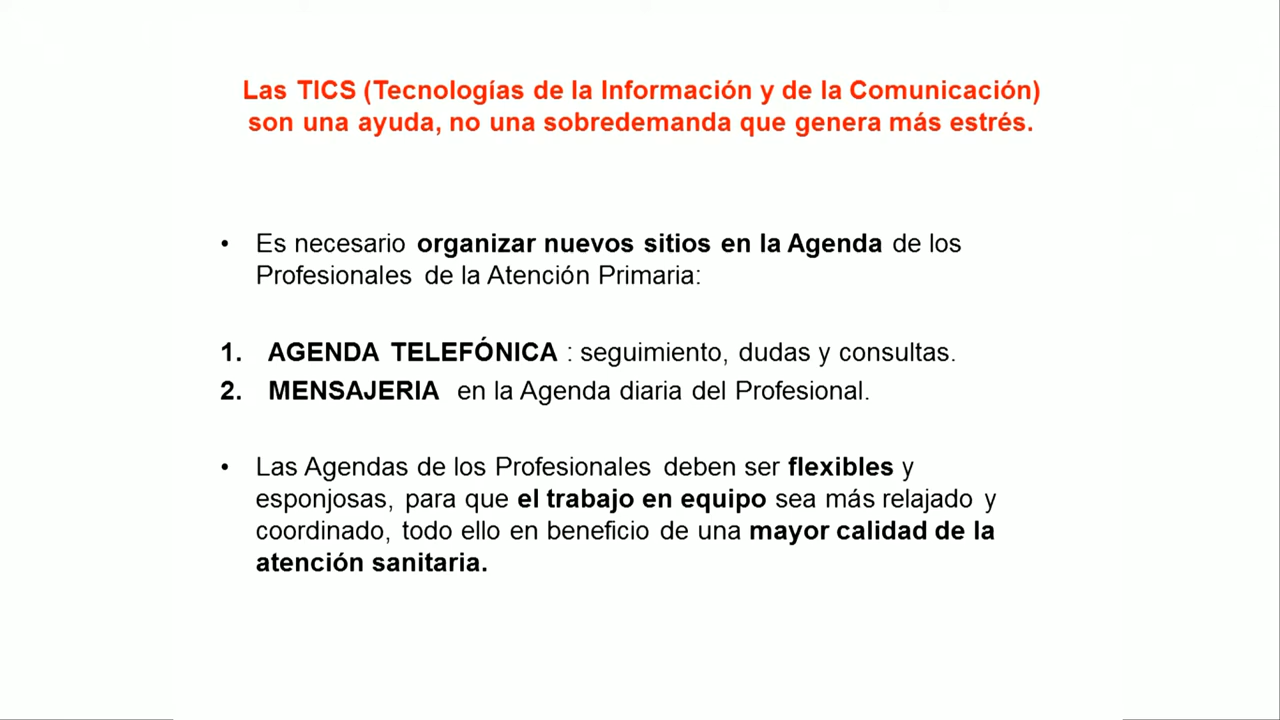 Las TICS (Tecnologías de la Información y de la Comunicación)
son una ayuda, no una sobredemanda que genera más estrés.
• Es necesario organizar nuevos sitios en la Agenda de los
Profesionales de la Atención Primaria:
1. AGENDA TELEFÓNICA : seguimiento, dudas y consultas.
2. MENSAJERIA en la Agenda diaria del Profesional.
• Las Agendas de los Profesionales deben ser flexibles y
esponjosas, para que el trabajo en equipo sea más relajado y
coordinado, todo ello en beneficio de una mayor calidad de la
atención sanitaria.